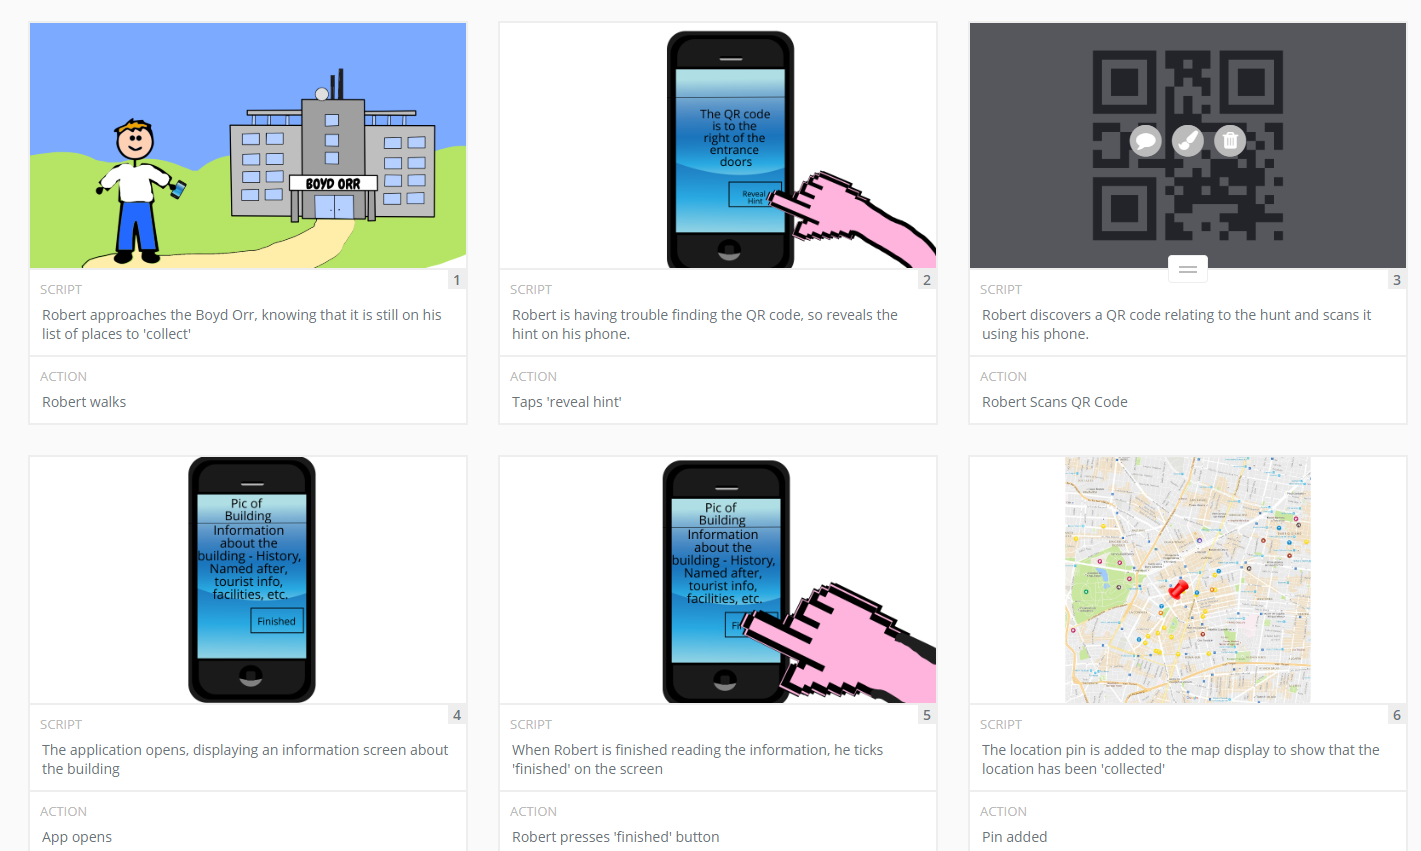 BOYD ORR
1
SCRIPT
Robert approaches the Boyd Orr, knowing that it is still on his
list of places to 'collect'
ACTION
Robert walks
The QR code
is to the
right of the
entrance
doors
Reveal
Hint
2
SCRIPT
Robert is having trouble finding the QR code, so reveals the
hint on his phone.
ACTION
Taps 'reveal hint'
3
SCRIPT
Robert discovers a QR code relating to the hunt and scans it
using his phone.
ACTION
Robert Scans QR Code
Pic of
Building
Information
about the
building - History,
Named after,
tourist info,
facilities, etc.
Finished
4
SCRIPT
The application opens, displaying an information screen about
the building
ACTION
App opens
Pic of
Building
Information
about the
building - History,
Named after,
tourist info,
facilities, etc.
5
SCRIPT
When Robert is finished reading the information, he ticks
'finished' on the screen
ACTION
Robert presses 'finished' button
6
SCRIPT
The location pin is added to the map display to show that the
location has been 'collected'
ACTION
Pin added